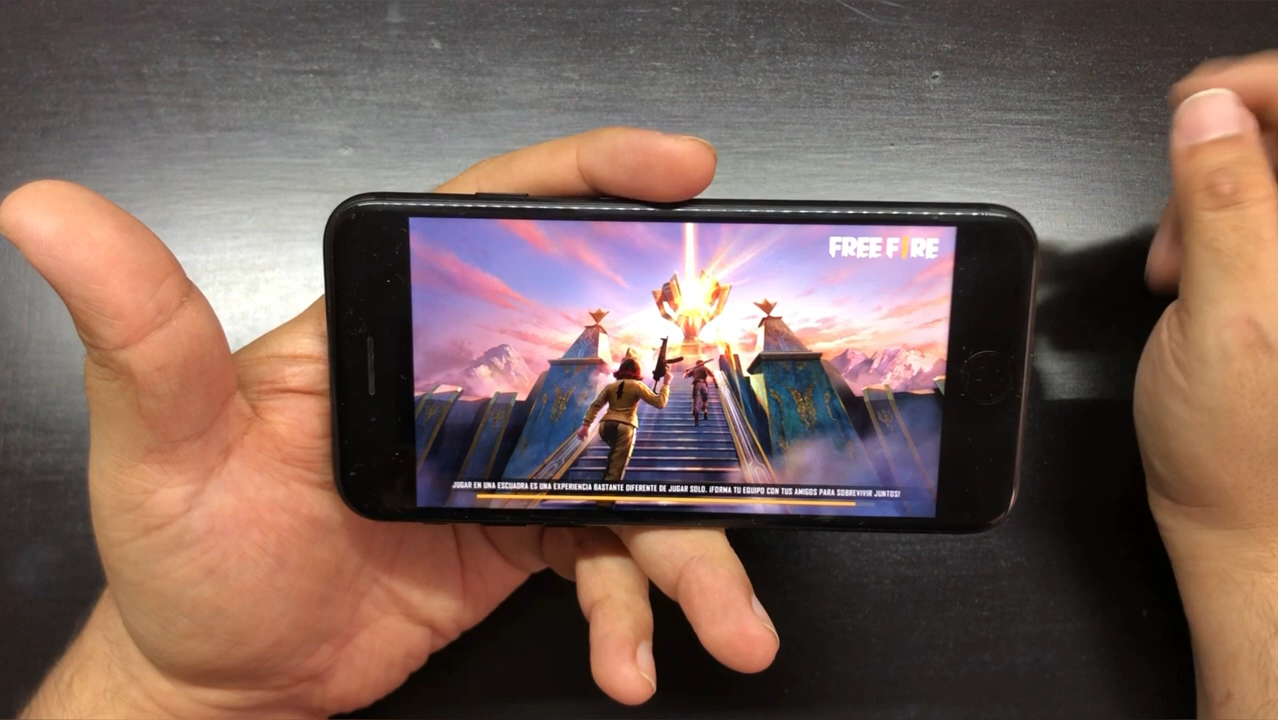 FREE FIRE
JUGAR EN UNA ESCUADRA ES UNA EXPERIENCIA BASTANTE DIFERENTE DE JUGAR SOLO. ¡FORMA TU EQUIPO CON TUS AMIGOS PARA SOBREVIVIR JUNTOS!